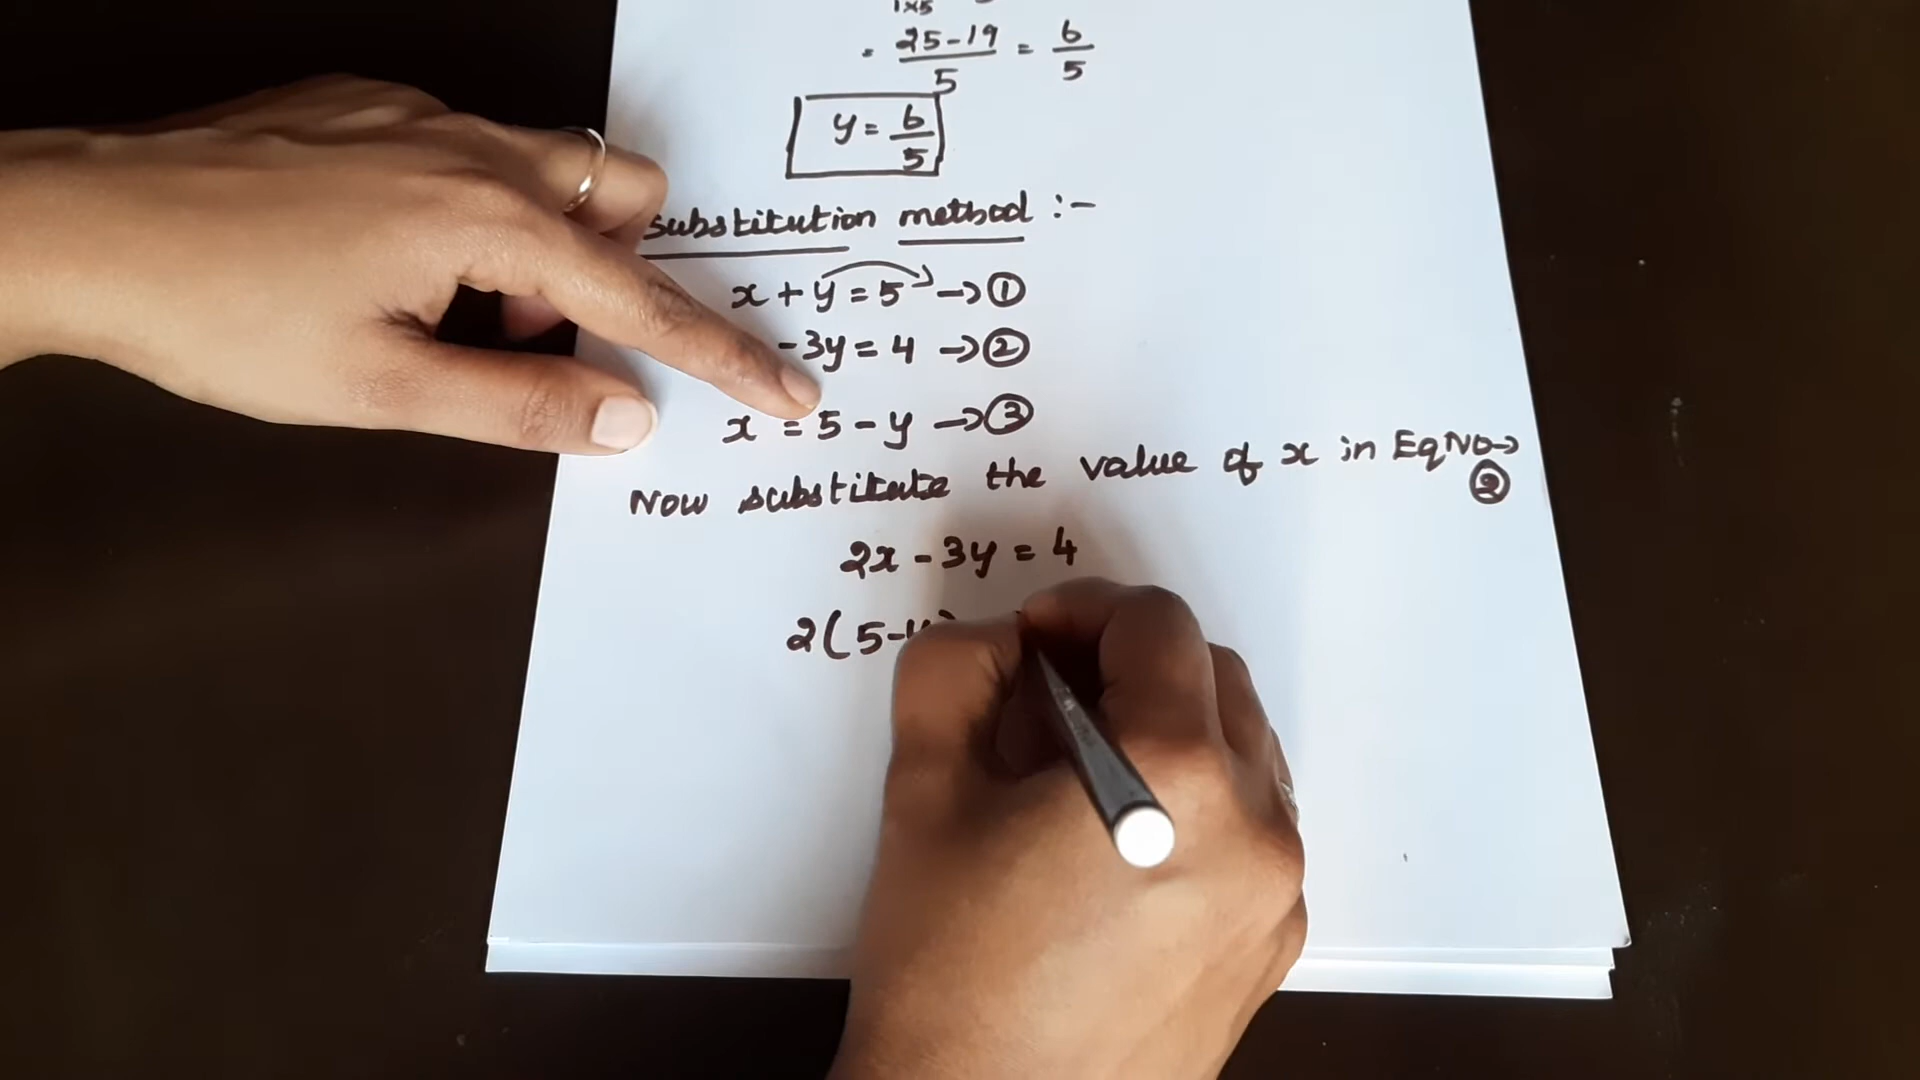 1x5
= 25-19 / 5 = 6 / 5
y = 6 / 5
substitution method :-
x + y = 5 → ①
-3y = 4 → ②
x = 5 - y → ③
Now substitute the value of x in EqNo→
②
2x - 3y = 4
2(5-y)